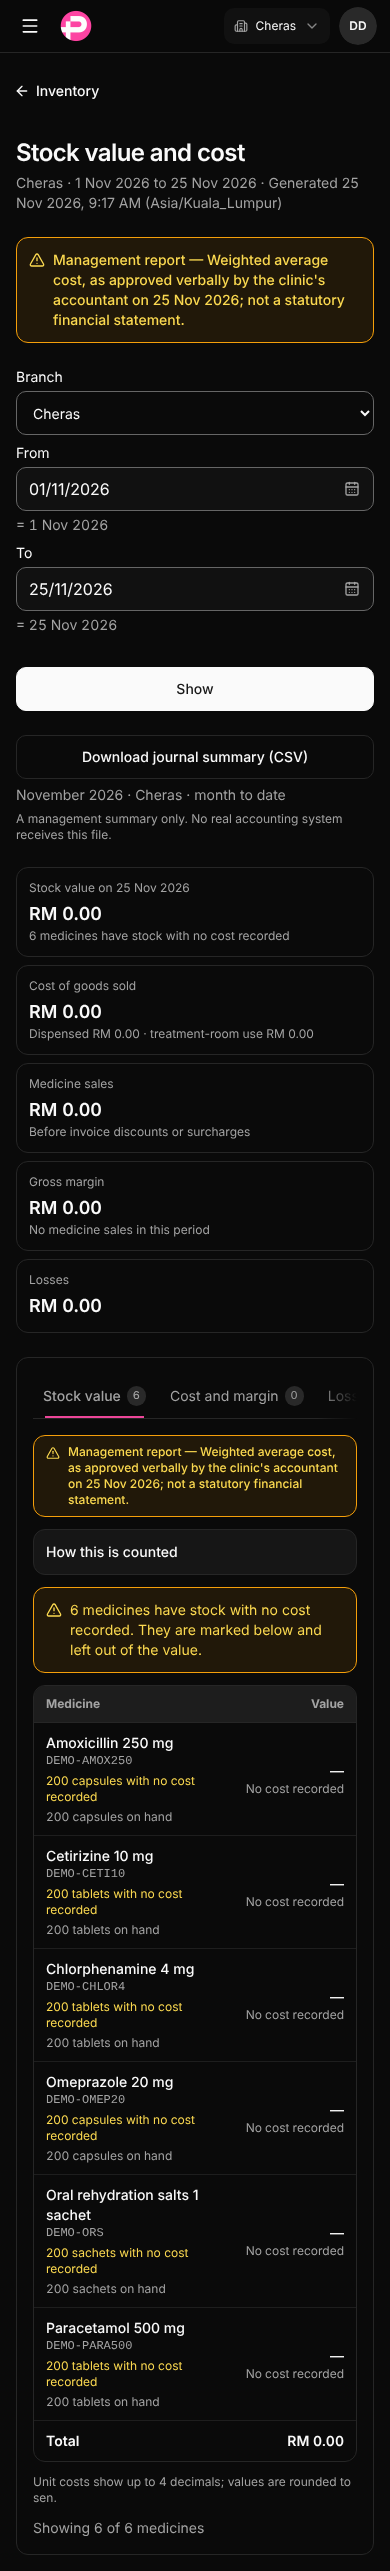 Cheras
DD
Inventory
Stock value and cost
Cheras · 1 Nov 2026 to 25 Nov 2026 · Generated 25
Nov 2026, 9:17 AM (Asia/Kuala_Lumpur)
Management report — Weighted average
cost, as approved verbally by the clinic's
accountant on 25 Nov 2026; not a statutory
financial statement.
Branch
Cheras
From
01/11/2026
= 1 Nov 2026
To
25/11/2026
= 25 Nov 2026
Show
Download journal summary (CSV)
November 2026 · Cheras · month to date
A management summary only. No real accounting system
receives this file.
Stock value on 25 Nov 2026
RM 0.00
6 medicines have stock with no cost recorded
Cost of goods sold
RM 0.00
Dispensed RM 0.00 · treatment-room use RM 0.00
Medicine sales
RM 0.00
Before invoice discounts or surcharges
Gross margin
RM 0.00
No medicine sales in this period
Losses
RM 0.00
Stock value 6 Cost and margin 0
Management report — Weighted average cost,
as approved verbally by the clinic's accountant
on 25 Nov 2026; not a statutory financial
statement.
How this is counted
6 medicines have stock with no cost
recorded. They are marked below and
left out of the value.
Medicine Value
Amoxicillin 250 mg
DEMO-AMOX250
200 capsules with no cost
recorded
200 capsules on hand
—
No cost recorded
Cetirizine 10 mg
DEMO-CETI10
200 tablets with no cost
recorded
200 tablets on hand
—
No cost recorded
Chlorphenamine 4 mg
DEMO-CHLOR4
200 tablets with no cost
recorded
200 tablets on hand
—
No cost recorded
Omeprazole 20 mg
DEMO-OMEP20
200 capsules with no cost
recorded
200 capsules on hand
—
No cost recorded
Oral rehydration salts 1
sachet
DEMO-ORS
200 sachets with no cost
recorded
200 sachets on hand
—
No cost recorded
Paracetamol 500 mg
DEMO-PARA500
200 tablets with no cost
recorded
200 tablets on hand
—
No cost recorded
Total RM 0.00
Unit costs show up to 4 decimals; values are rounded to
sen.
Showing 6 of 6 medicines